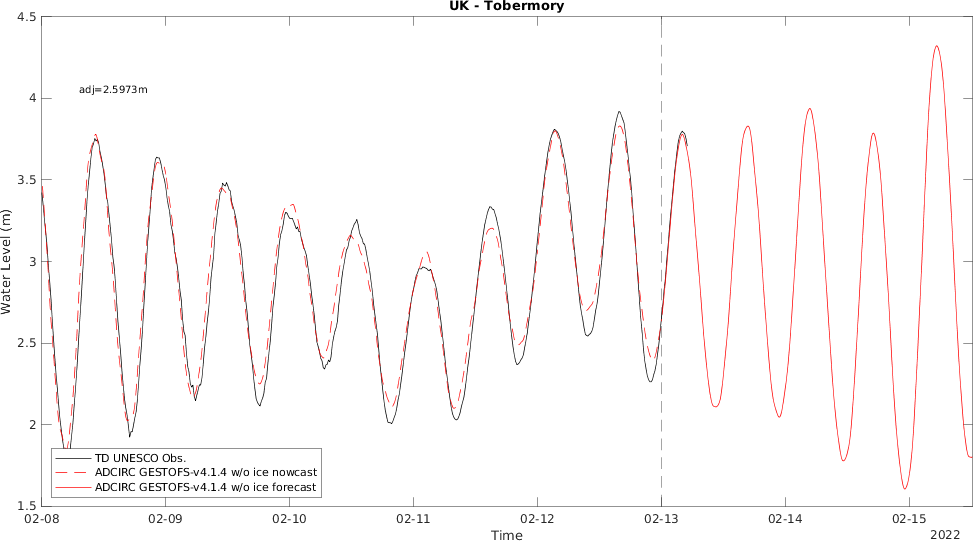 UK - Tobermory
4.5
4
3.5
3
2.5
2
1.5
Water Level (m)
adj=2.5973m
TD UNESCO Obs.
ADCIRC GESTOFS-v4.1.4 w/o ice nowcast
ADCIRC GESTOFS-v4.1.4 w/o ice forecast
02-08 02-09 02-10 02-11 02-12 02-13 02-14 02-15
Time
2022